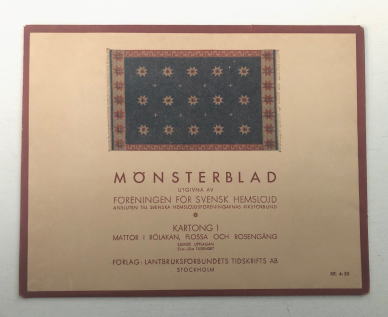 MÖNSTERBLAD
UTGIVNA AV
FÖRENINGEN FÖR SVENSK HEMSLÖJD
ANSLUTEN TILL SVENSKA HEMSLÖJDSFÖRENINGARNAS RIKSFÖRBUND
KARTONG I
MATTOR I RÖLAKAN, FLOSSA OCH ROSENGÅNG
FÖRLAG: LANTBRUKSFÖRBUNDETS TIDSKRIFTS AB
STOCKHOLM